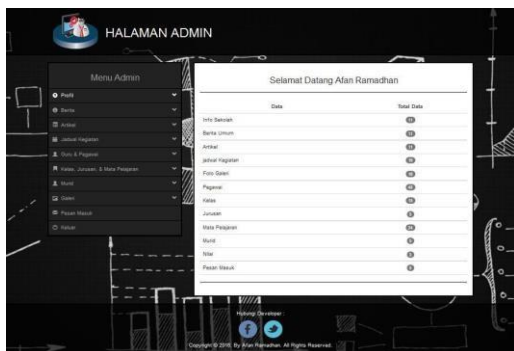 HALAMAN ADMIN
Menu Admin
Profil
Berita
Artikel
Jadwal Kegiatan
Guru & Pegawai
Kelas, Jurusan, & Mata Pelajaran
Murid
Galeri
Pesan Masuk
Keluar
Selamat Datang Afan Ramadhan
Data Total Data
Info Sekolah
Berita Umum
Artikel
jadwal Kegiatan
Foto Galeri
Pegawai
Kelas
Jurusan
Mata Pelajaran
Murid
Nilai
Pesan Masuk
Hubungi Developer :
Copyright © 2016, By Afan Ramadhan. All Rights Reserved.